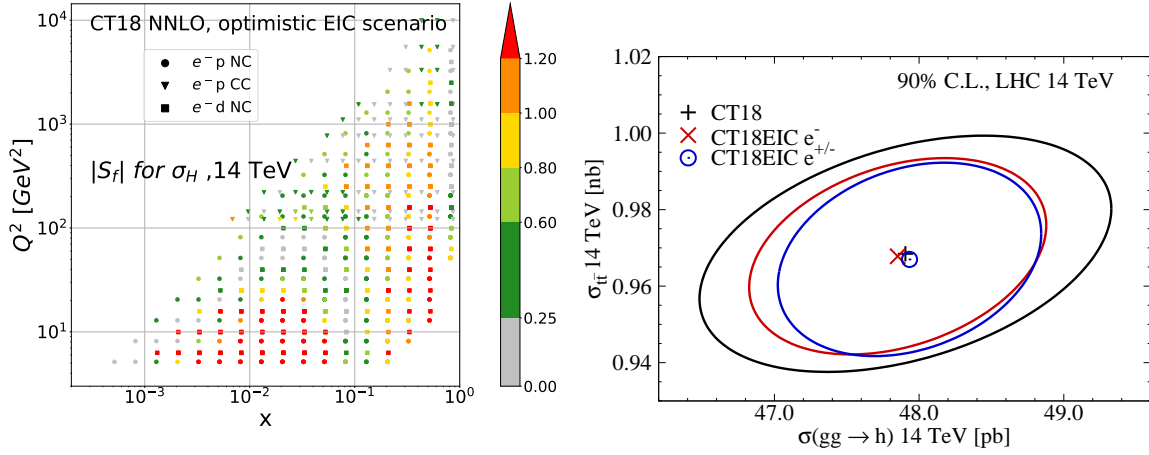 CT18 NNLO, optimistic EIC scenario
e⁻p NC
e⁻p CC
e⁻d NC
|S_f| for σ_H ,14 TeV
Q² [GeV²]
10⁴
10³
10²
10¹
10⁻³
10⁻²
10⁻¹
10⁰
x
1.20
1.00
0.80
0.60
0.25
0.00
90% C.L., LHC 14 TeV
CT18
CT18EIC e⁻
CT18EIC e⁺/⁻
σ_tt̄ 14 TeV [nb]
1.02
1.00
0.98
0.96
0.94
0.93
47.0
48.0
49.0
σ(gg → h) 14 TeV [pb]